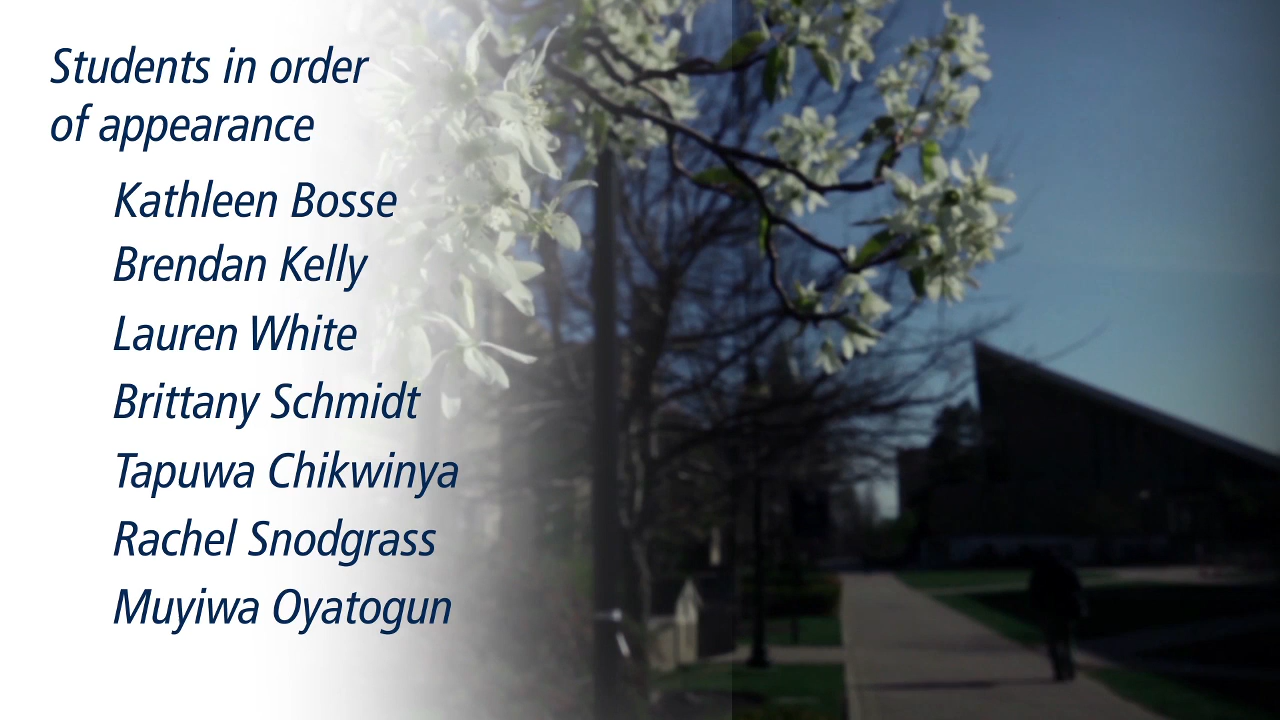 Students in order
of appearance
Kathleen Bosse
Brendan Kelly
Lauren White
Brittany Schmidt
Tapuwa Chikwinya
Rachel Snodgrass
Muyiwa Oyatogun